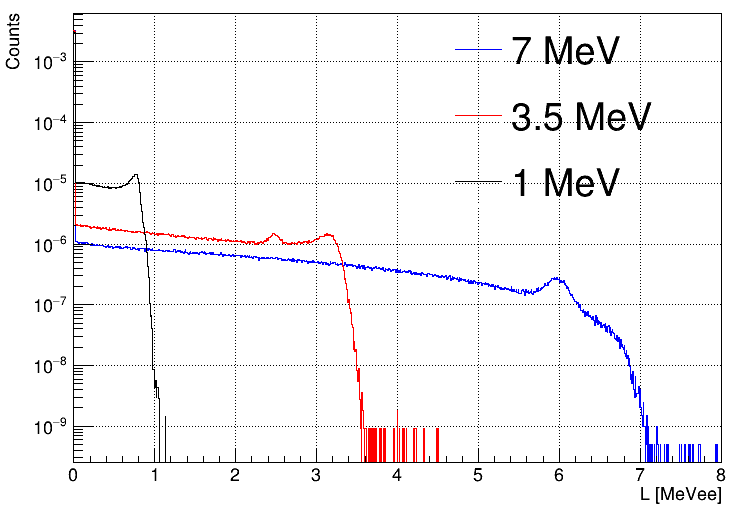 Counts
7 MeV
3.5 MeV
1 MeV
10⁻³
10⁻⁴
10⁻⁵
10⁻⁶
10⁻⁷
10⁻⁸
10⁻⁹
0 1 2 3 4 5 6 7 8
L [MeVee]